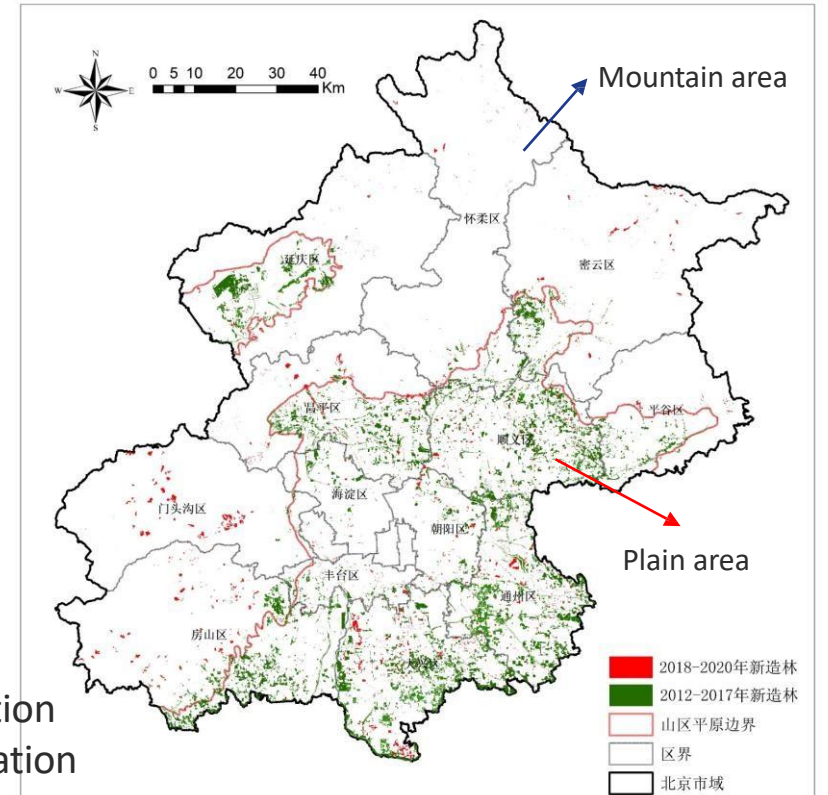 N
W E
S
0 5 10 20 30 40
Km
Mountain area
怀柔区
延庆区
密云区
昌平区
平谷区
顺义区
海淀区
门头沟区
朝阳区
Plain area
丰台区
通州区
房山区
大兴区
2018-2020年新造林
2012-2017年新造林
山区平原边界
区界
北京市域
tion
ation